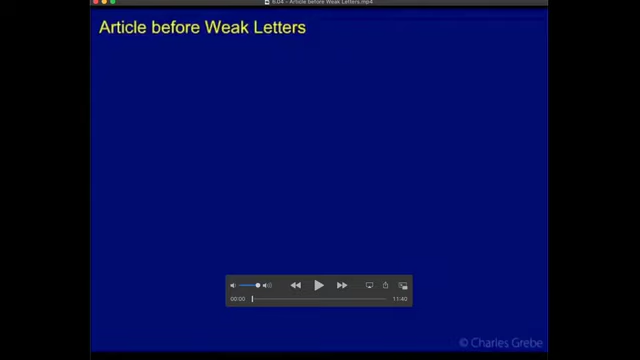 6.04 – Article before Weak Letters.mp4
Article before Weak Letters
00:00
11:40
© Charles Grebe